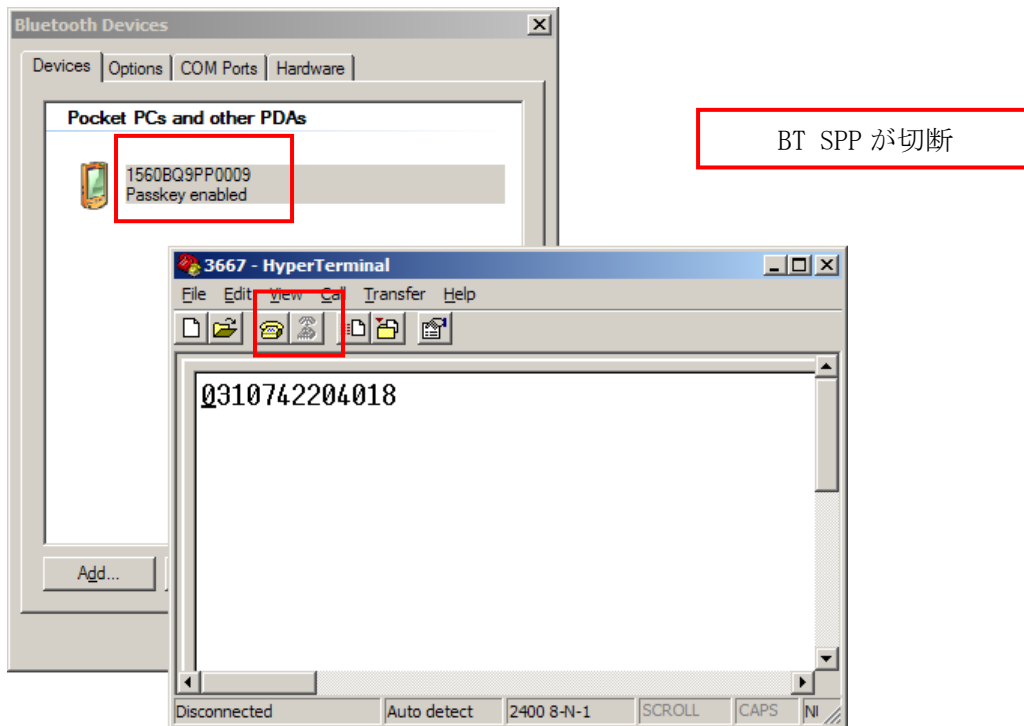 Bluetooth Devices
Devices Options COM Ports Hardware
Pocket PCs and other PDAs
1560BQ9PP0009
Passkey enabled
BT SPP が切断
3667 - HyperTerminal
File Edit View Call Transfer Help
0310742204018
Add...
Disconnected Auto detect 2400 8-N-1 SCROLL CAPS